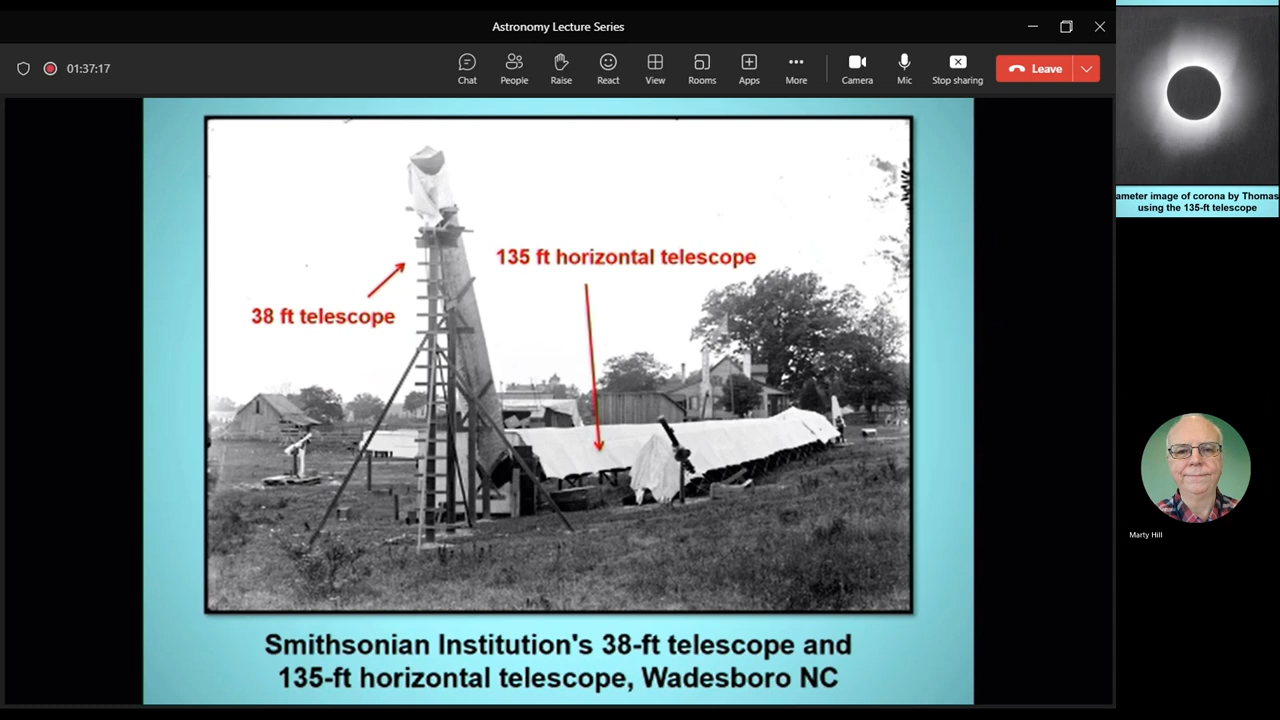 Astronomy Lecture Series
01:37:17
Chat
People
Raise
React
View
Rooms
Apps
More
Camera
Mic
Stop sharing
Leave
135 ft horizontal telescope
38 ft telescope
Smithsonian Institution's 38-ft telescope and
135-ft horizontal telescope, Wadesboro NC
ameter image of corona by Thomas
using the 135-ft telescope
Marty Hill